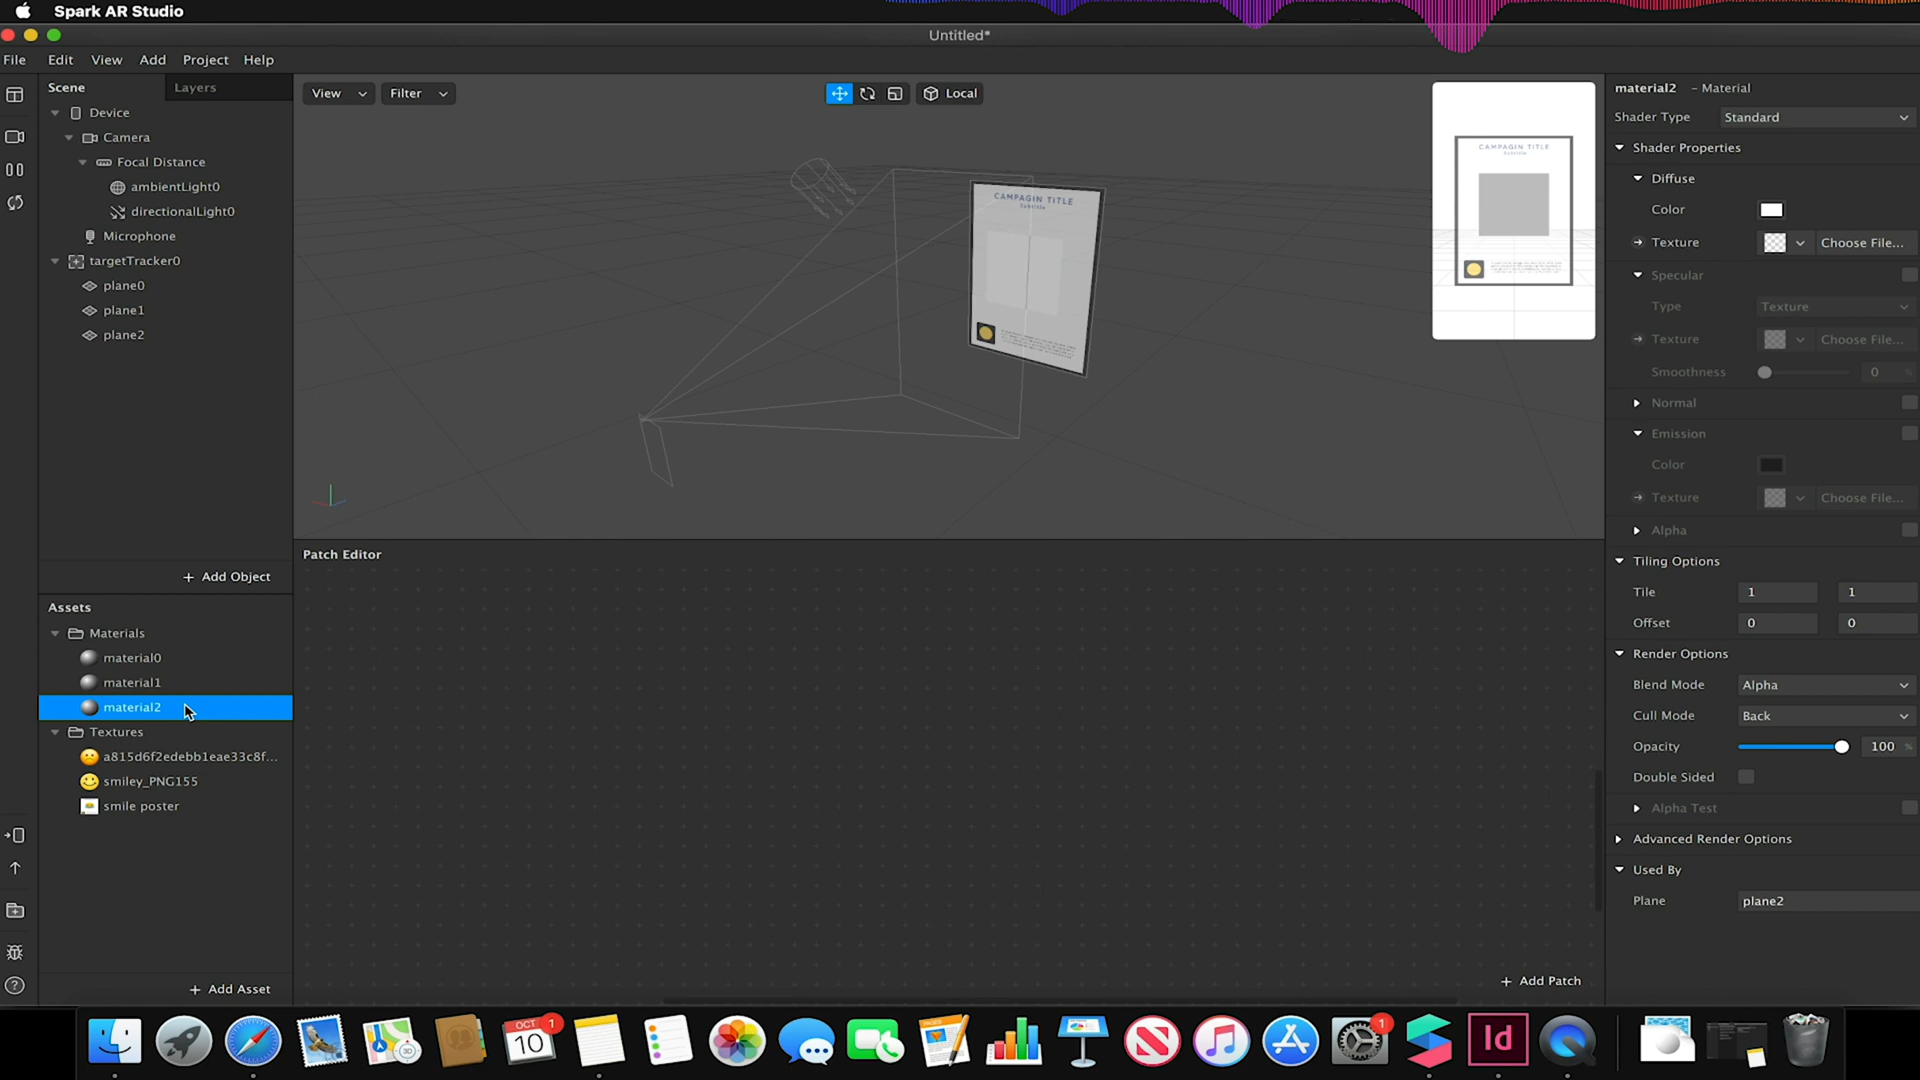 Spark AR Studio
Untitled*
File Edit View Add Project Help
Scene Layers
Device
Camera
Focal Distance
ambientLight0
directionalLight0
Microphone
targetTracker0
plane0
plane1
plane2
+ Add Object
Assets
Materials
material0
material1
material2
Textures
a815d6f2edebb1eae33c8f...
smiley_PNG155
smile poster
+ Add Asset
View Filter Local
CAMPAGIN TITLE
Subtitle
CAMPAGIN TITLE
Subtitle
Patch Editor
+ Add Patch
material2 - Material
Shader Type Standard
Shader Properties
Diffuse
Color
Texture Choose File...
Specular
Type Texture
Texture Choose File...
Smoothness 0 %
Normal
Emission
Color
Texture Choose File...
Alpha
Tiling Options
Tile 1 1
Offset 0 0
Render Options
Blend Mode Alpha
Cull Mode Back
Opacity 100 %
Double Sided
Alpha Test
Advanced Render Options
Used By
Plane plane2
OCT
10
1
1
Id